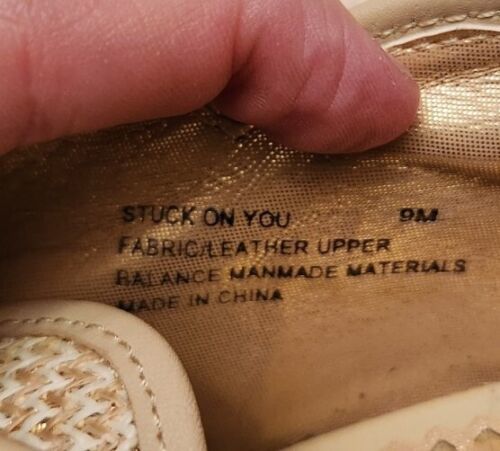 STUCK ON YOU 9M
FABRIC/LEATHER UPPER
BALANCE MANMADE MATERIALS
MADE IN CHINA